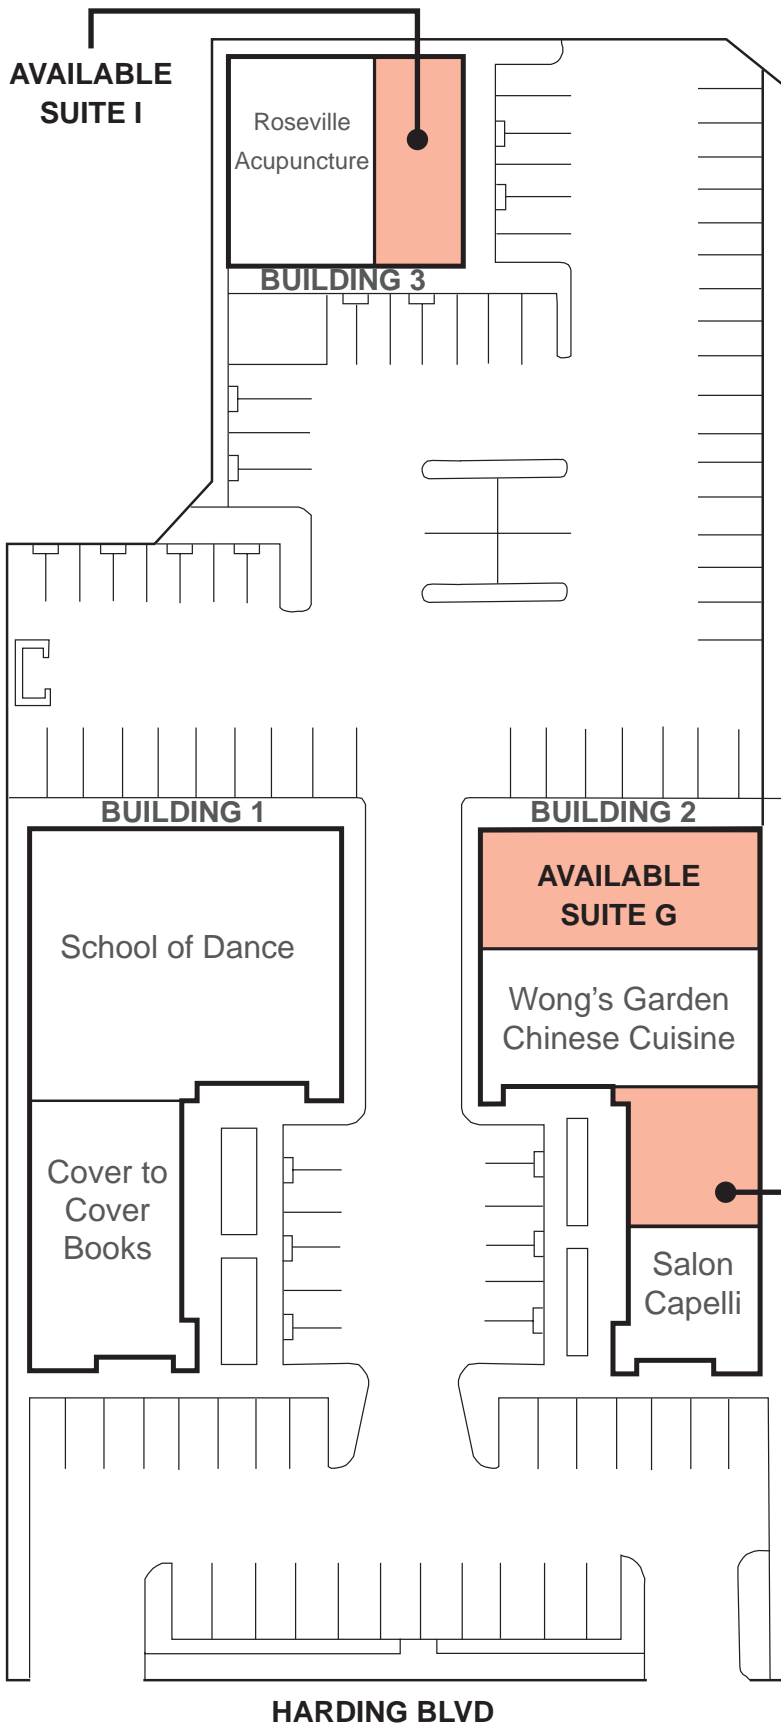 AVAILABLE
SUITE I
Roseville
Acupuncture
BUILDING 3
BUILDING 1
BUILDING 2
AVAILABLE
SUITE G
School of Dance
Wong's Garden
Chinese Cuisine
Cover to
Cover
Books
Salon
Capelli
HARDING BLVD